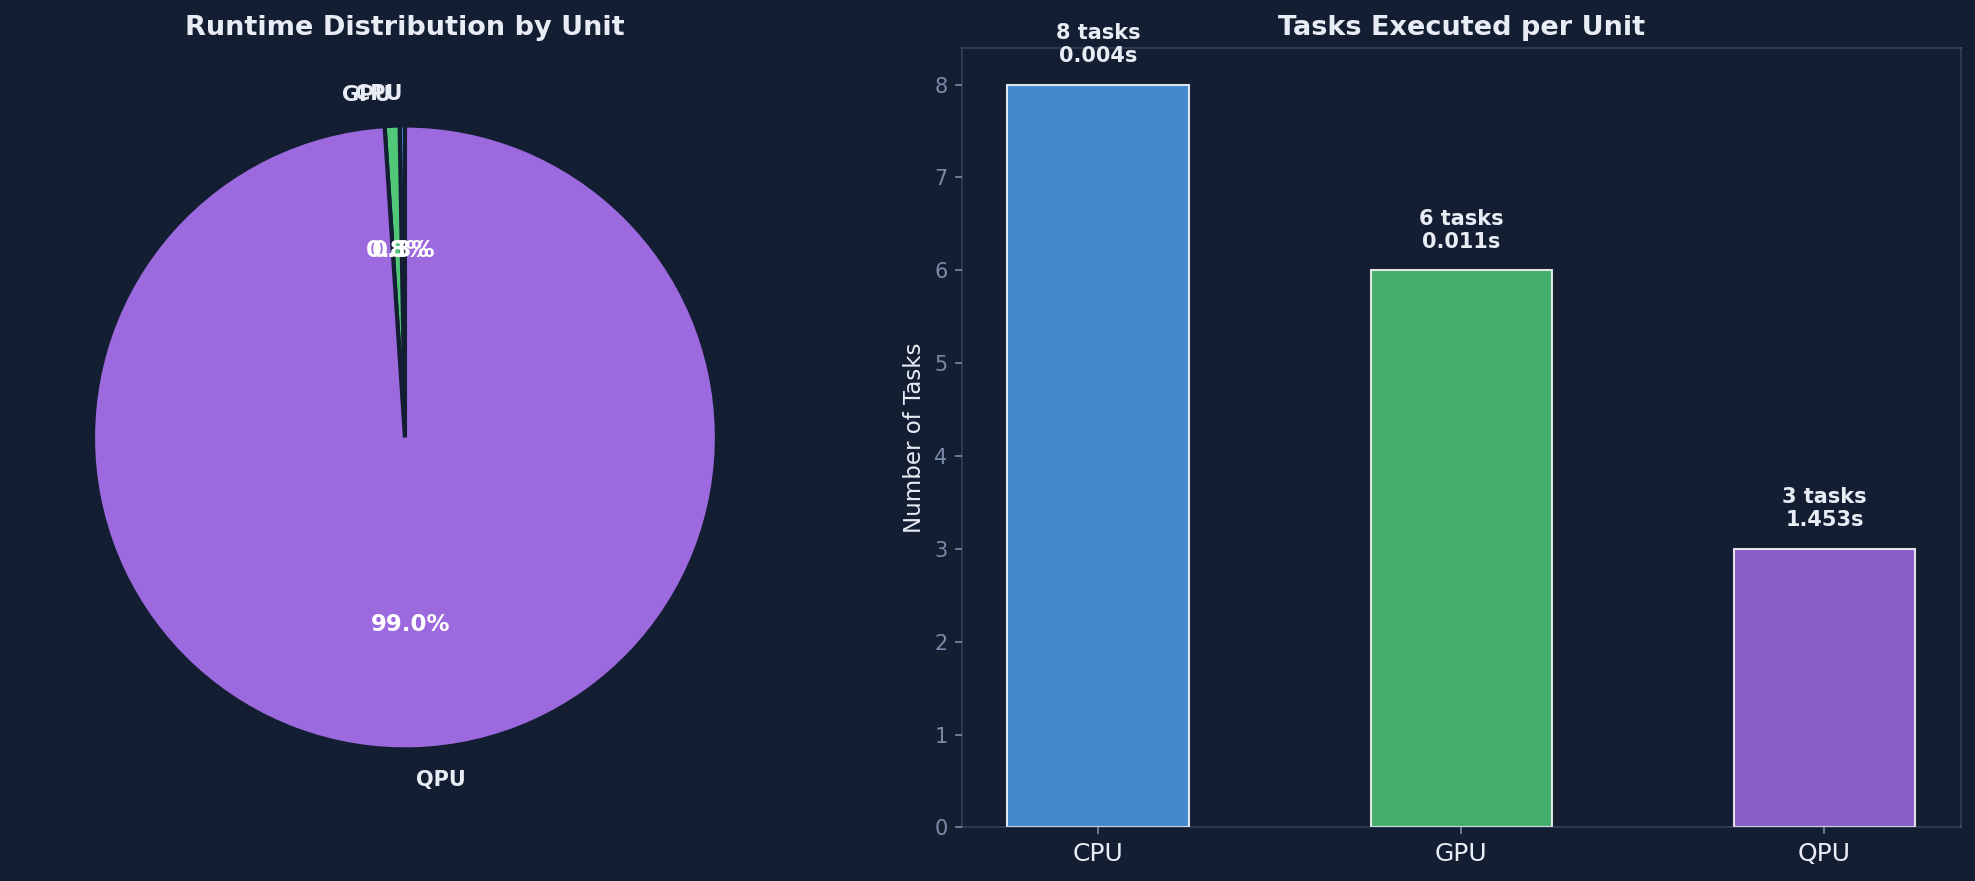 Runtime Distribution by Unit
GPU
CPU
99.0%
QPU
Tasks Executed per Unit
8 tasks
0.004s
6 tasks
0.011s
3 tasks
1.453s
Number of Tasks
8
7
6
5
4
3
2
1
0
CPU
GPU
QPU